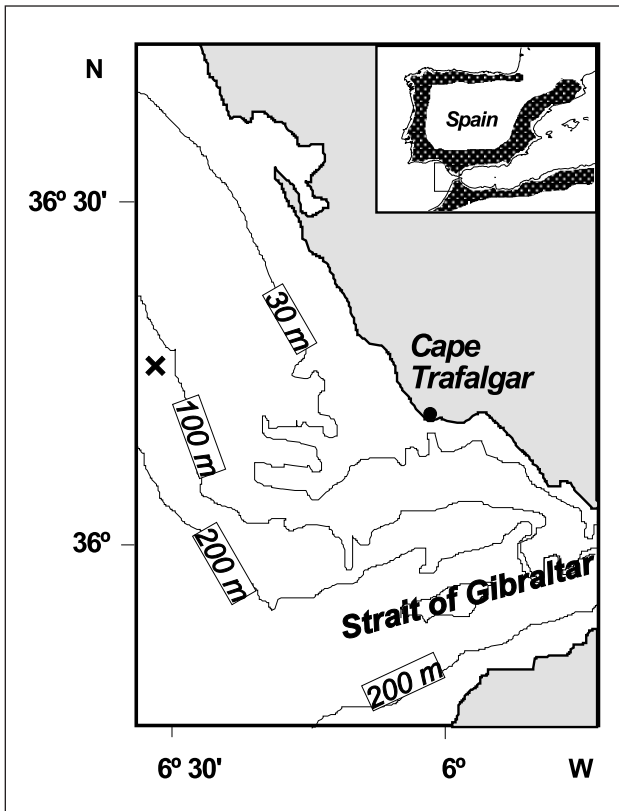 N
Spain
36º 30'
30 m
Cape
Trafalgar
100 m
36º
200 m
Strait of Gibraltar
200 m
6º 30'
6º
W